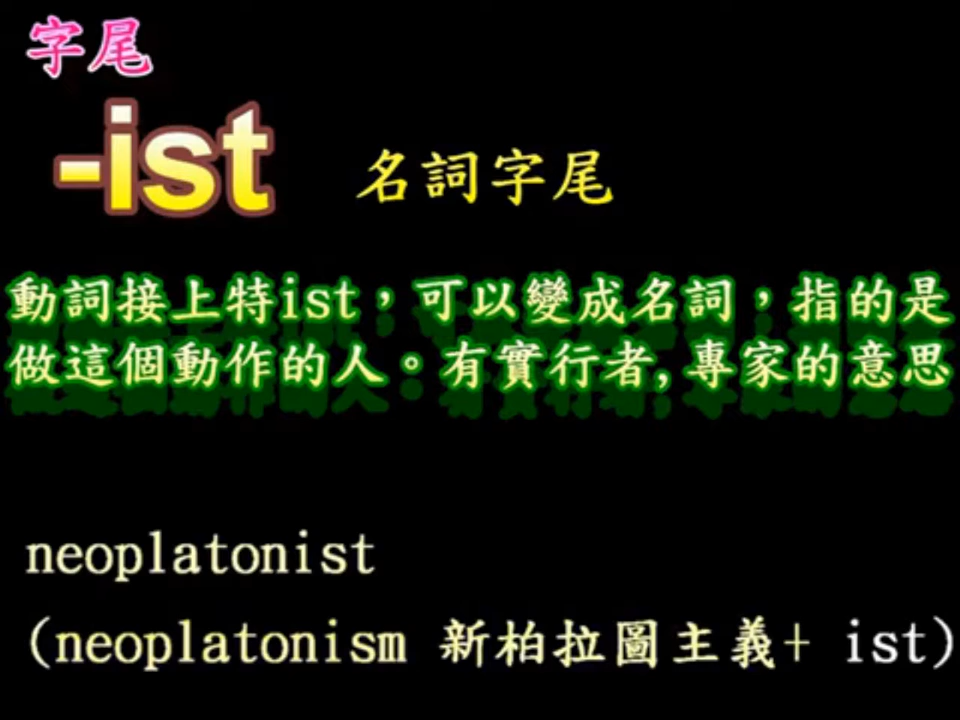 字尾
-ist 名詞字尾
動詞接上特ist，可以變成名詞，指的是
做這個動作的人。有實行者,專家的意思
neoplatonist
(neoplatonism 新柏拉圖主義+ ist)